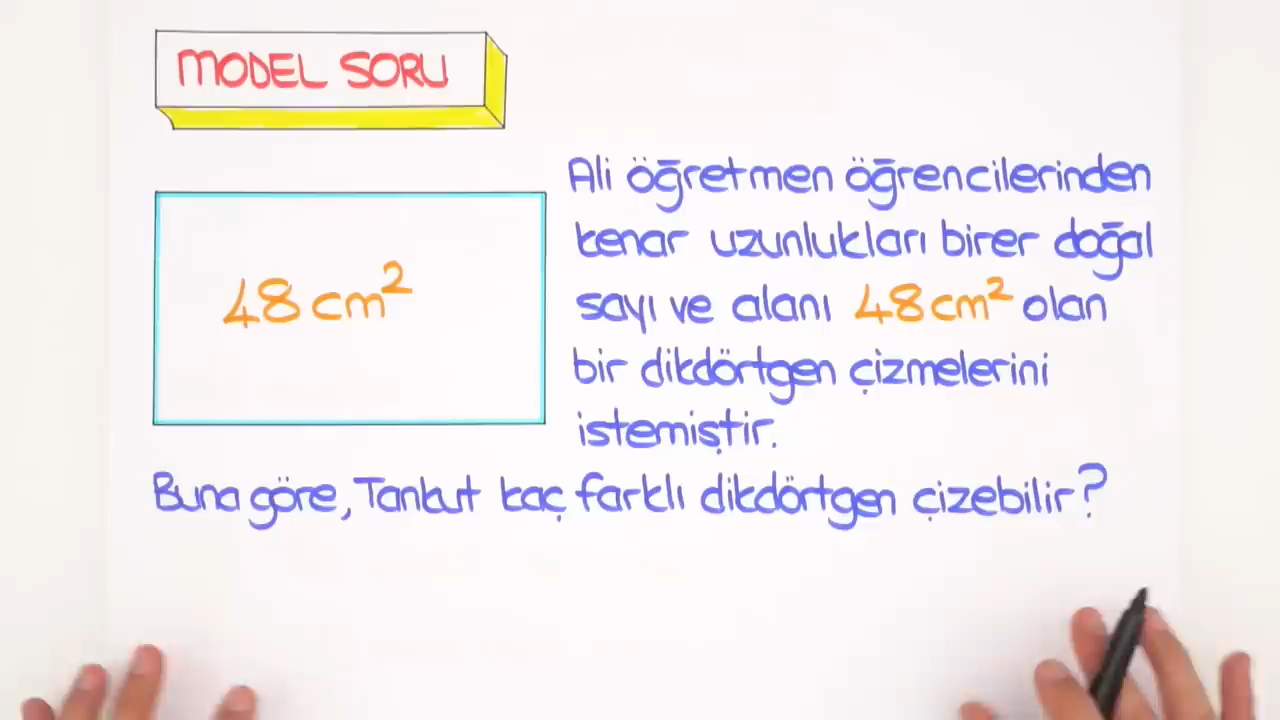 MODEL SORU
48 cm²
Ali öğretmen öğrencilerinden
kenar uzunlukları birer doğal
sayı ve alanı 48 cm² olan
bir dikdörtgen çizmelerini
istemiştir.
Buna göre, Tankut kaç farklı dikdörtgen çizebilir?